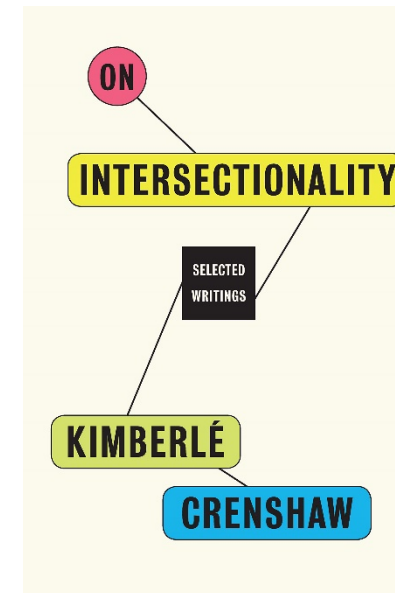 ON
INTERSECTIONALITY
SELECTED
WRITINGS
KIMBERLÉ
CRENSHAW